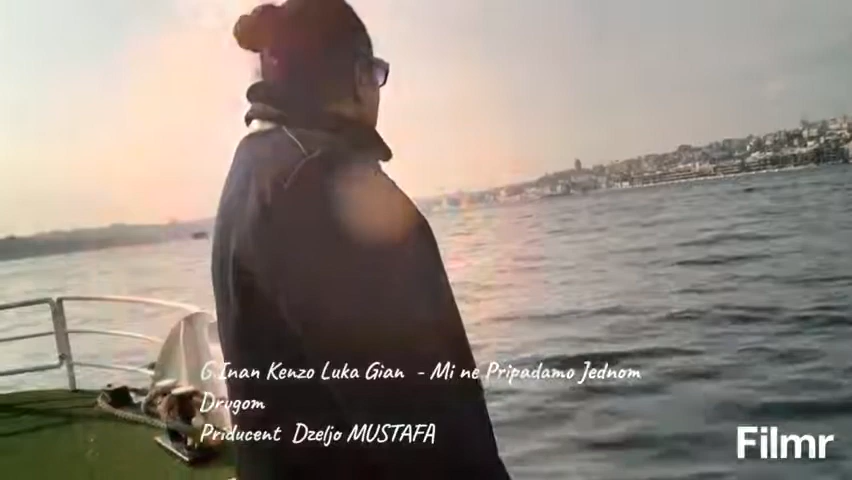 G.Inan Kenzo Luka Gian - Mi ne Pripadamo Jednom
Drugom
Priducent Dzeljo MUSTAFA
Filmr